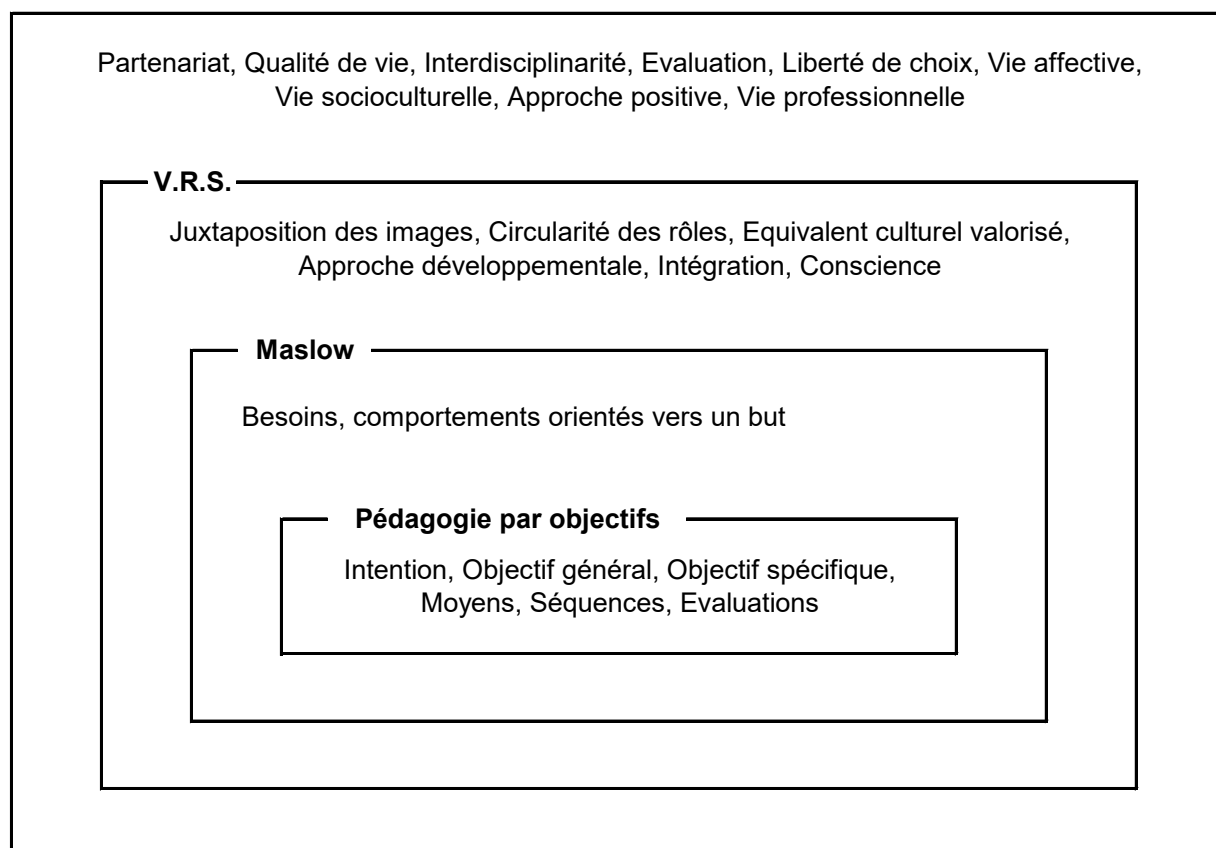 Partenariat, Qualité de vie, Interdisciplinarité, Evaluation, Liberté de choix, Vie affective,
Vie socioculturelle, Approche positive, Vie professionnelle
V.R.S.
Juxtaposition des images, Circularité des rôles, Equivalent culturel valorisé,
Approche développementale, Intégration, Conscience
Maslow
Besoins, comportements orientés vers un but
Pédagogie par objectifs
Intention, Objectif général, Objectif spécifique,
Moyens, Séquences, Evaluations